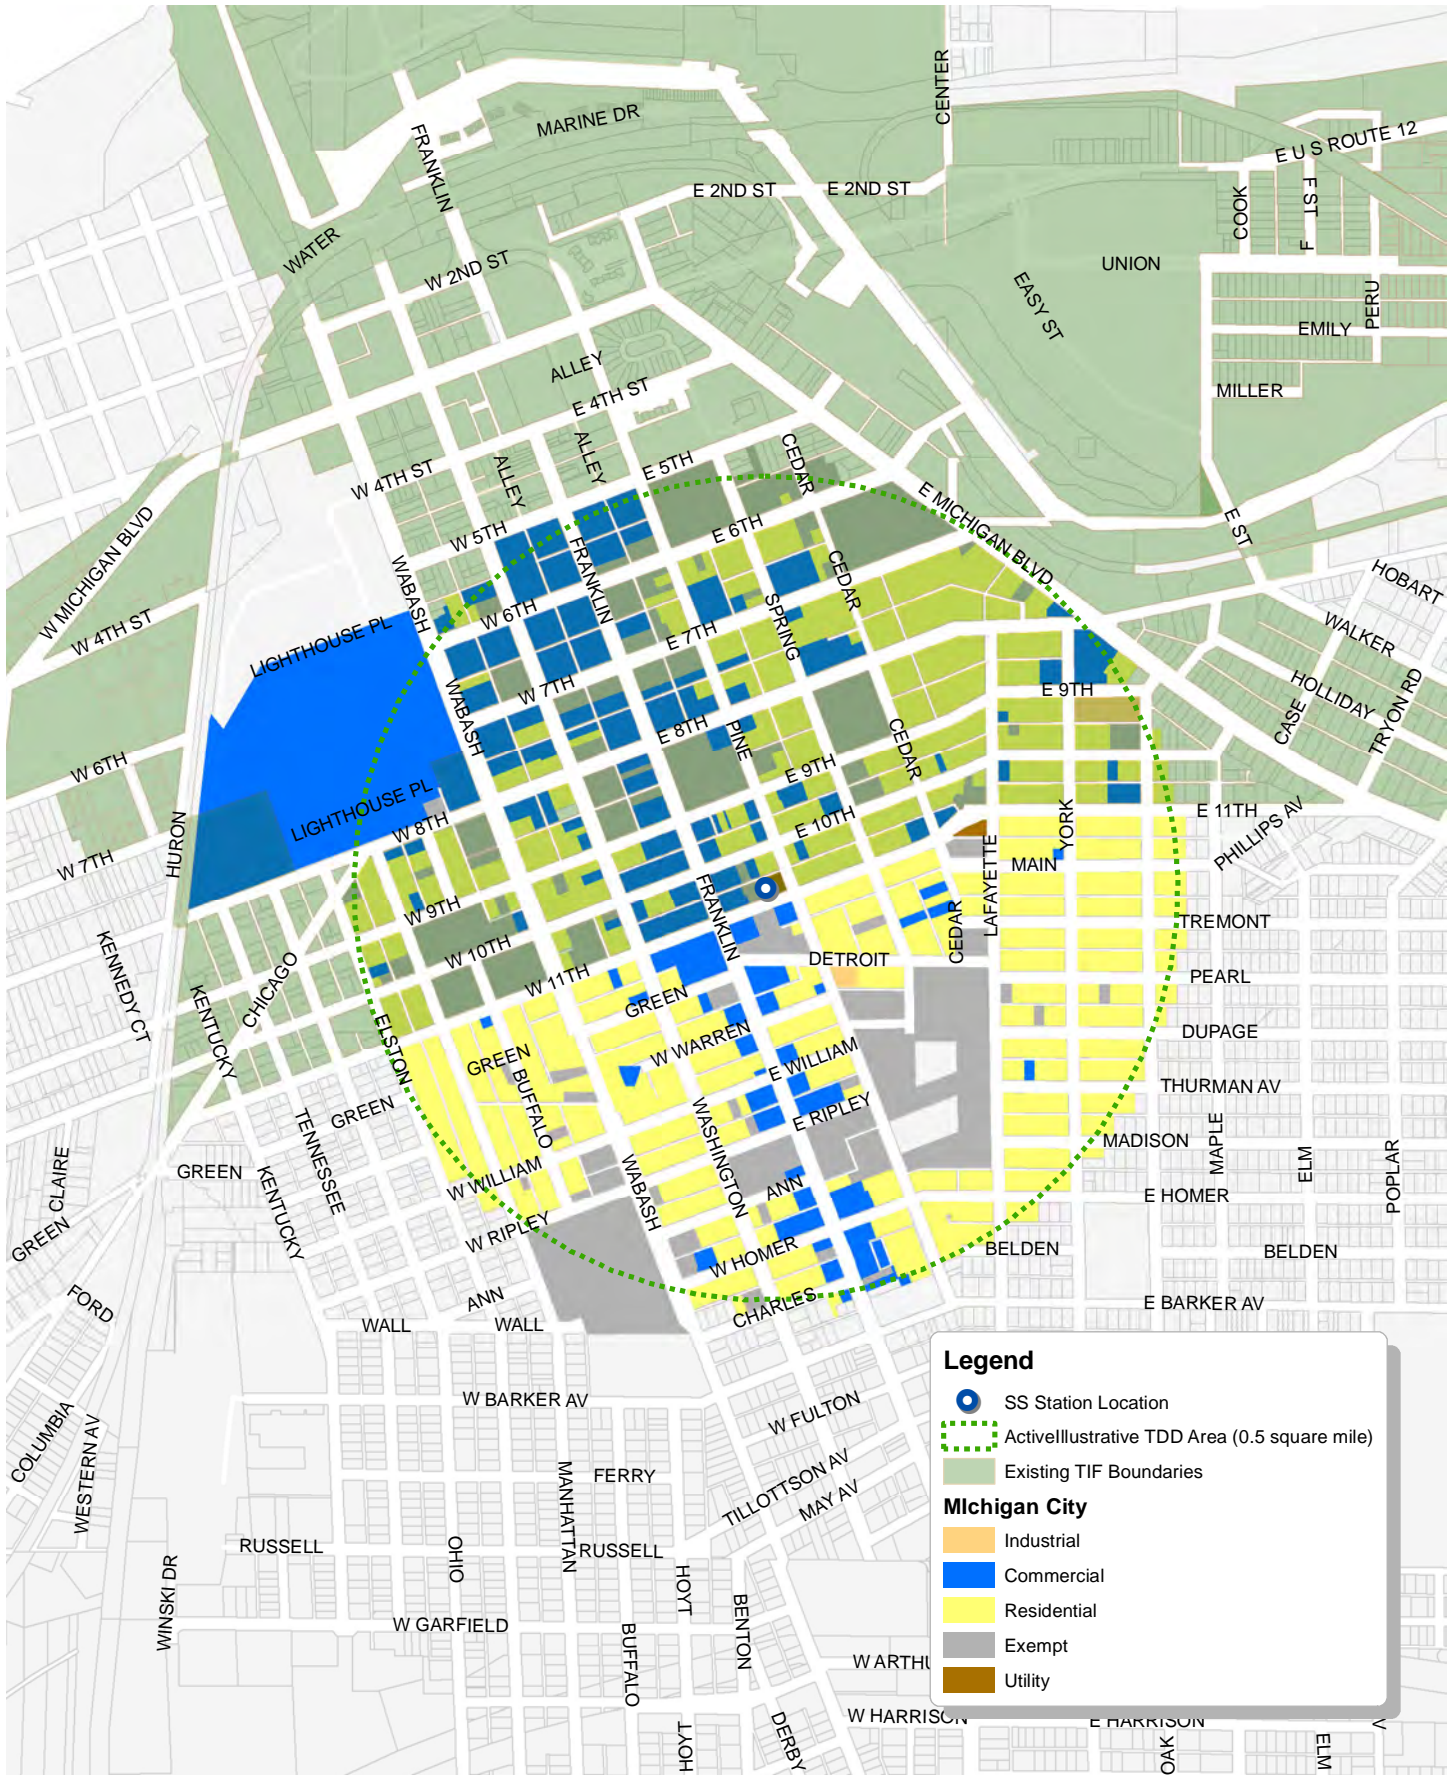 CENTER
MARINE DR
FRANKLIN
E U S ROUTE 12
E 2ND ST
E 2ND ST
COOK
F ST
F
WATER
W 2ND ST
UNION
EASY ST
PERU
EMILY
ALLEY
MILLER
E 4TH ST
ALLEY
CEDAR
W 4TH ST
ALLEY
E 5TH
E MICHIGAN BLVD
E ST
W 5TH
E 6TH
W MICHIGAN BLVD
FRANKLIN
WABASH
CEDAR
HOBART
W 4TH ST
LIGHTHOUSE PL
W 6TH
SPRING
E 7TH
WALKER
HOLLIDAY
WABASH
W 7TH
E 9TH
CASE
TRYON RD
W 6TH
E 8TH
PINE
CEDAR
E 9TH
LIGHTHOUSE PL
W 8TH
E 10TH
YORK
E 11TH
PHILLIPS AV
W 7TH
HURON
MAIN
LAFAYETTE
W 9TH
FRANKLIN
TREMONT
CEDAR
KENNEDY CT
W 10TH
DETROIT
W 11TH
PEARL
CHICAGO
KENTUCKY
GREEN
DUPAGE
ELSTON
W WARREN
GREEN
E WILLIAM
THURMAN AV
BUFFALO
GREEN
TENNESSEE
WASHINGTON
E RIPLEY
MADISON
MAPLE
ELM
POPLAR
CLAIRE
GREEN
W WILLIAM
WABASH
ANN
E HOMER
KENTUCKY
GREEN
W RIPLEY
W HOMER
BELDEN
BELDEN
FORD
ANN
CHARLES
E BARKER AV
WALL
WALL
W BARKER AV
W FULTON
COLUMBIA
WESTERN AV
MANHATTAN
FERRY
TILLOTTSON AV
MAY AV
RUSSELL
OHIO
RUSSELL
WINSKI DR
HOYT
BENTON
W GARFIELD
BUFFALO
W ARTHU
W HARRISON
E HARRISON
HOYT
DERBY
OAK
ELM
V
Legend
SS Station Location
ActiveIllustrative TDD Area (0.5 square mile)
Existing TIF Boundaries
MIchigan City
Industrial
Commercial
Residential
Exempt
Utility